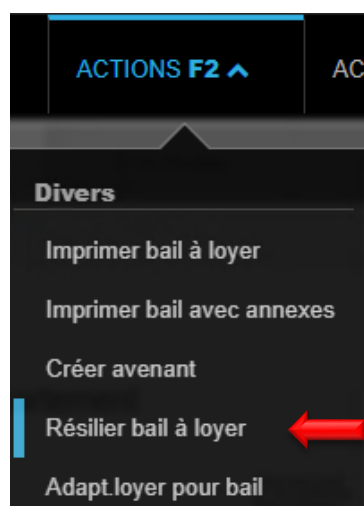 ACTIONS F2 AC
Divers
Imprimer bail à loyer
Imprimer bail avec annexes
Créer avenant
Résilier bail à loyer
Adapt.loyer pour bail